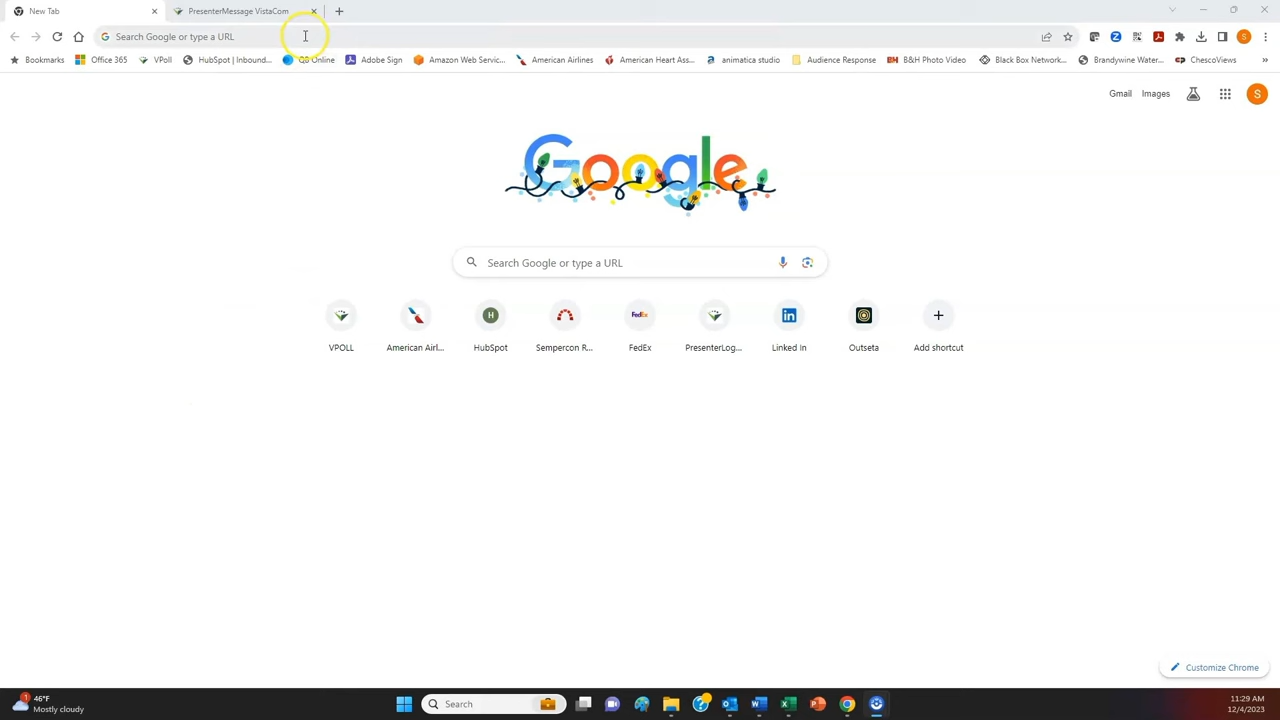 New Tab
PresenterMessage VistaCom
Search Google or type a URL
S
Bookmarks
Office 365
VPoll
HubSpot | Inbound...
QB Online
Adobe Sign
Amazon Web Servic...
American Airlines
American Heart Ass...
animatica studio
Audience Response
B&H Photo Video
Black Box Network...
Brandywine Water...
ChescoViews
Gmail
Images
S
Google
Search Google or type a URL
VPOLL
American Airl...
HubSpot
Sempercon R...
FedEx
PresenterLog...
Linked In
Outseta
Add shortcut
Customize Chrome
46°F
Mostly cloudy
Search
11:29 AM
12/4/2023